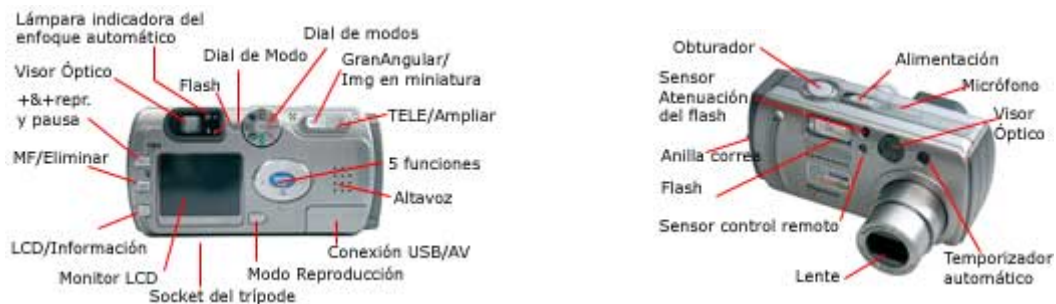 Lámpara indicadora del
enfoque automático
Visor Óptico
Flash
+&+repr.
y pausa
MF/Eliminar
LCD/Información
Monitor LCD
Socket del trípode
Dial de Modo
Dial de modos
GranAngular/
Img en miniatura
TELE/Ampliar
5 funciones
Altavoz
Conexión USB/AV
Modo Reproducción
Obturador
Sensor
Atenuación
del flash
Anilla correa
Flash
Sensor control remoto
Lente
Alimentación
Micrófono
Visor
Óptico
Temporizador
automático